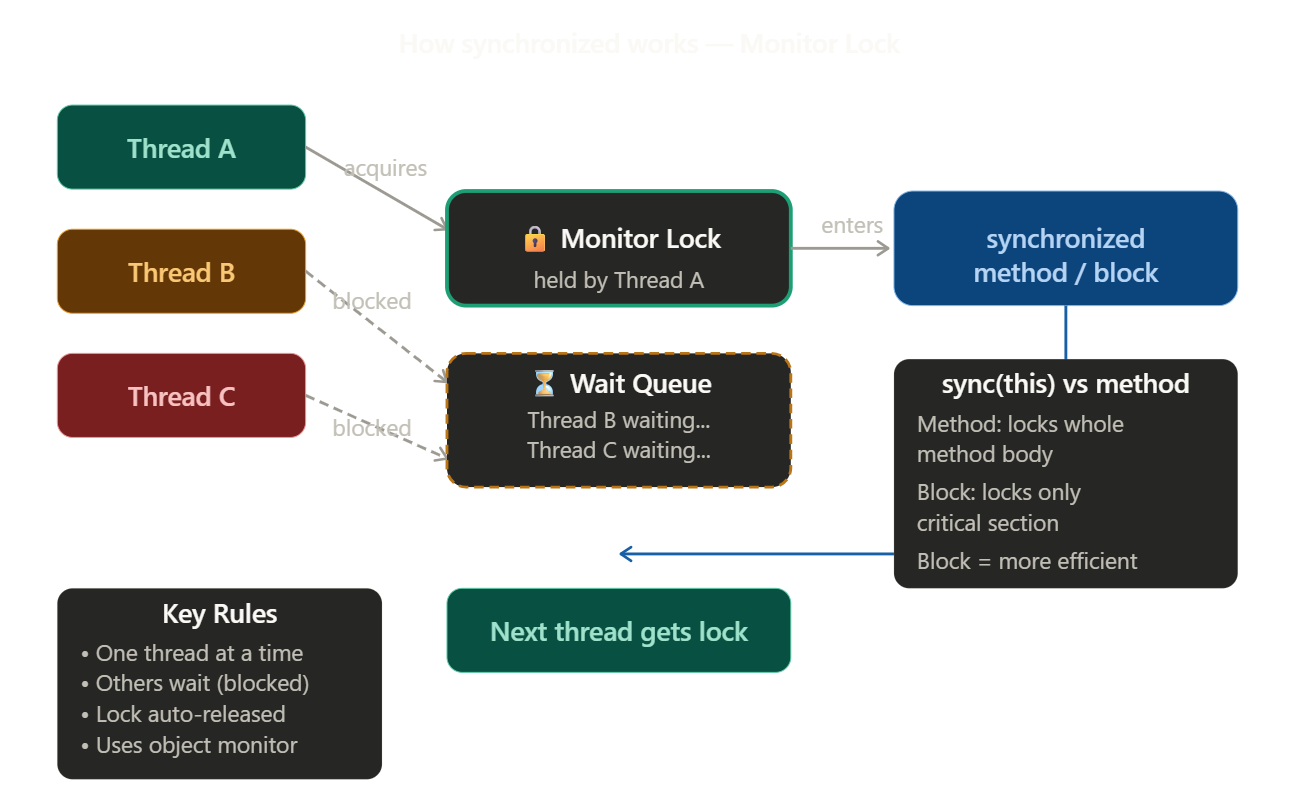 How synchronized works — Monitor Lock
Thread A
acquires
Thread B
blocked
Thread C
blocked
🔒 Monitor Lock
held by Thread A
enters
synchronized
method / block
⏳ Wait Queue
Thread B waiting...
Thread C waiting...
sync(this) vs method
Method: locks whole
method body
Block: locks only
critical section
Block = more efficient
Key Rules
• One thread at a time
• Others wait (blocked)
• Lock auto-released
• Uses object monitor
Next thread gets lock